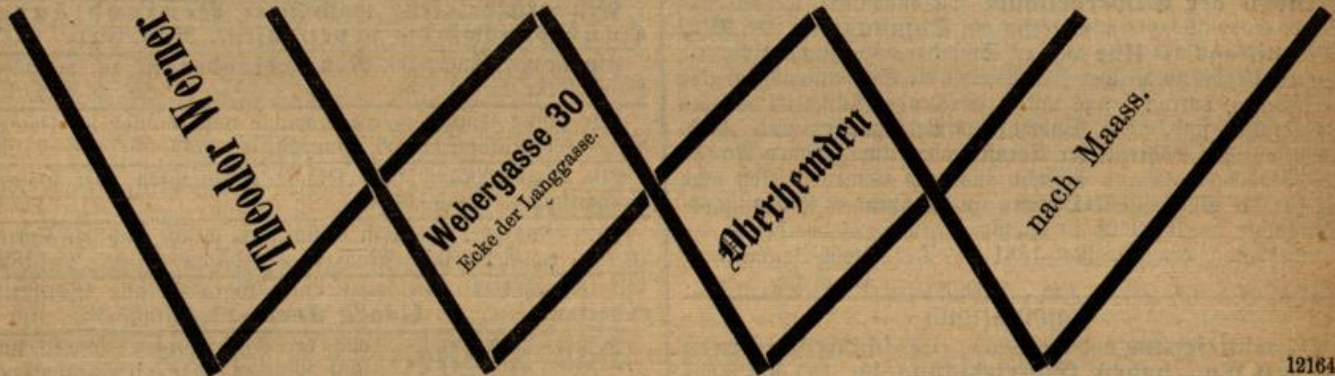 Theodor Werner
Webergasse 30
Ecke der Langgasse.
Oberhemden
nach Maass.
12164